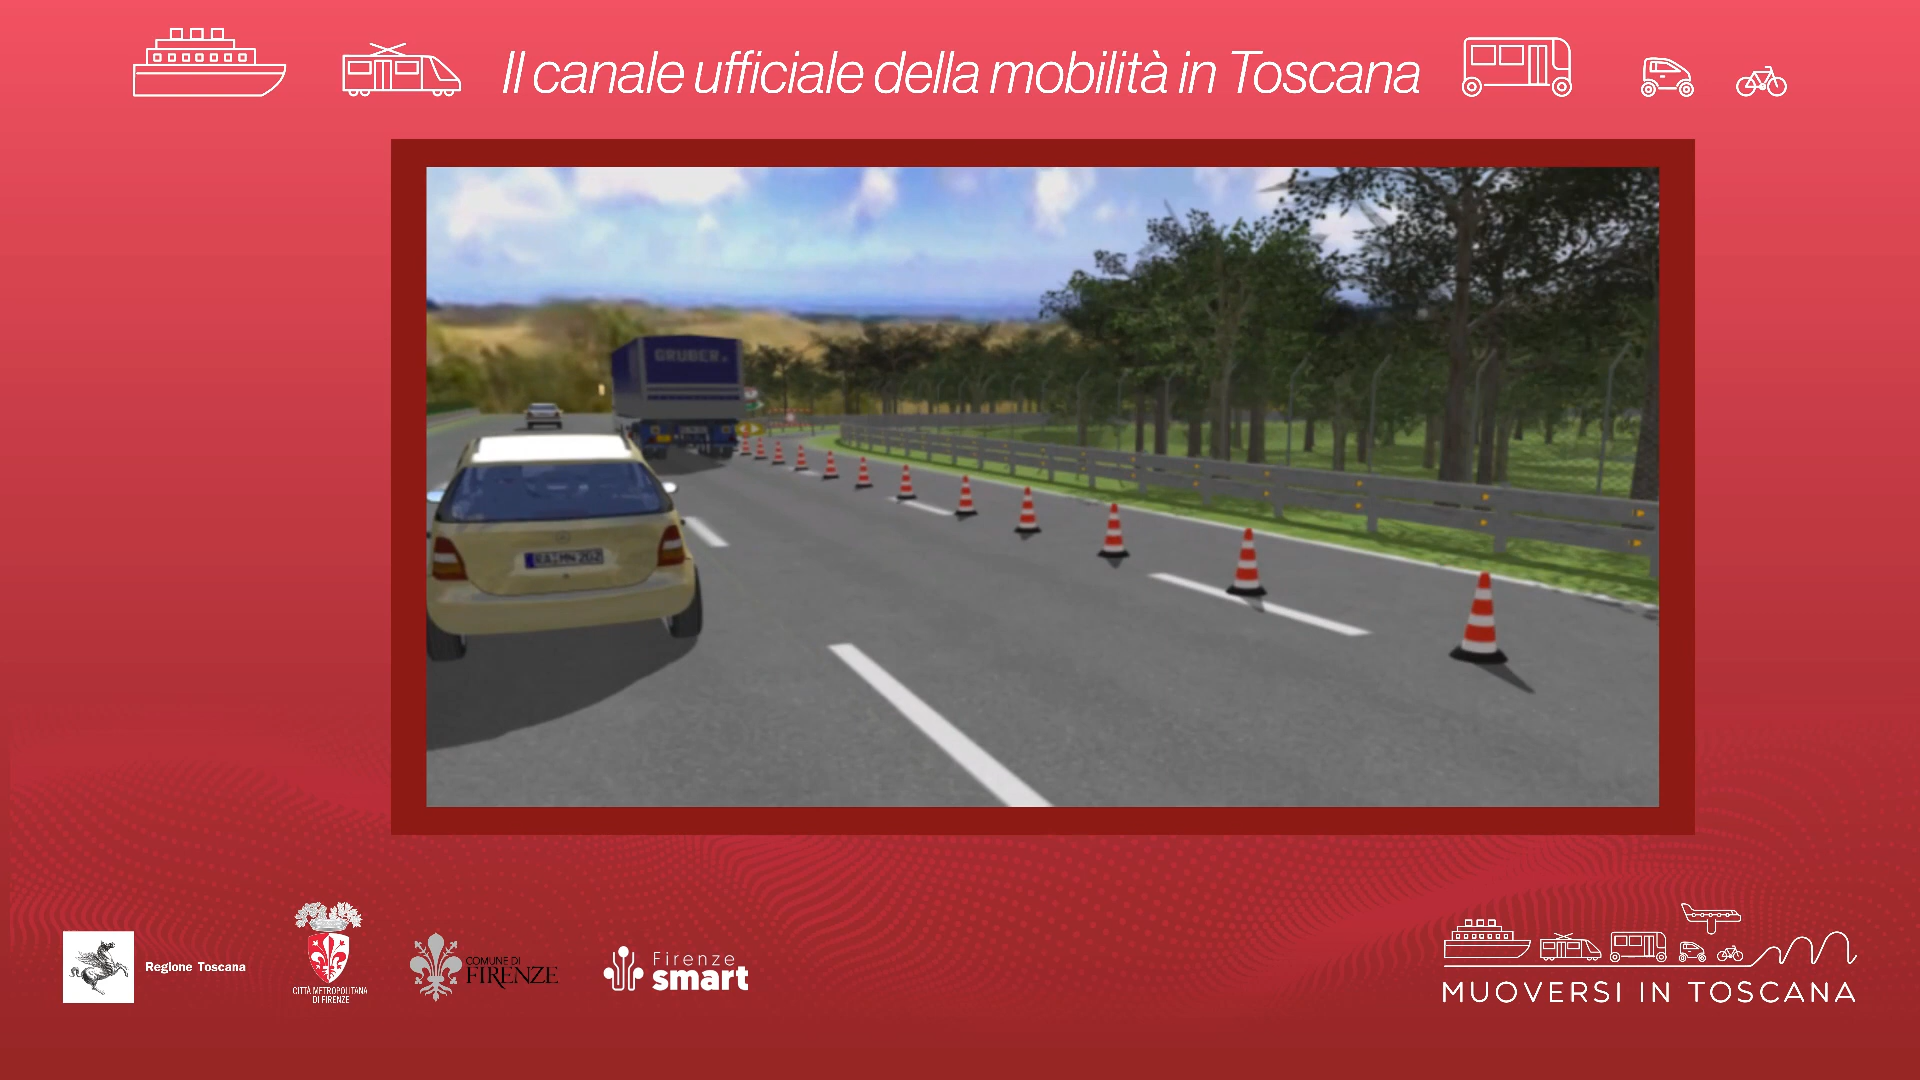 Il canale ufficiale della mobilità in Toscana
GRUBER
Regione Toscana
CITTÀ METROPOLITANA
DI FIRENZE
COMUNE DI
FIRENZE
Firenze
smart
MUOVERSI IN TOSCANA